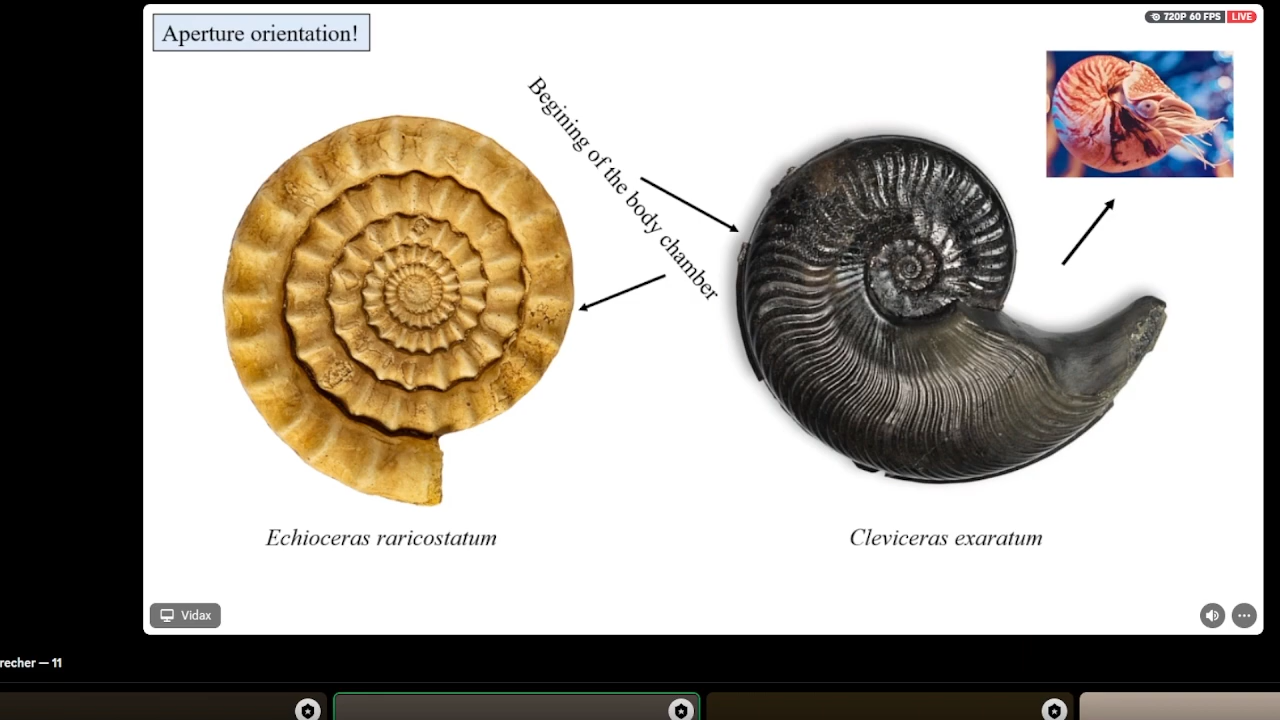 Aperture orientation!
720P 60 FPS LIVE
Begining of the body chamber
Echioceras raricostatum
Cleviceras exaratum
Vidax
recher — 11